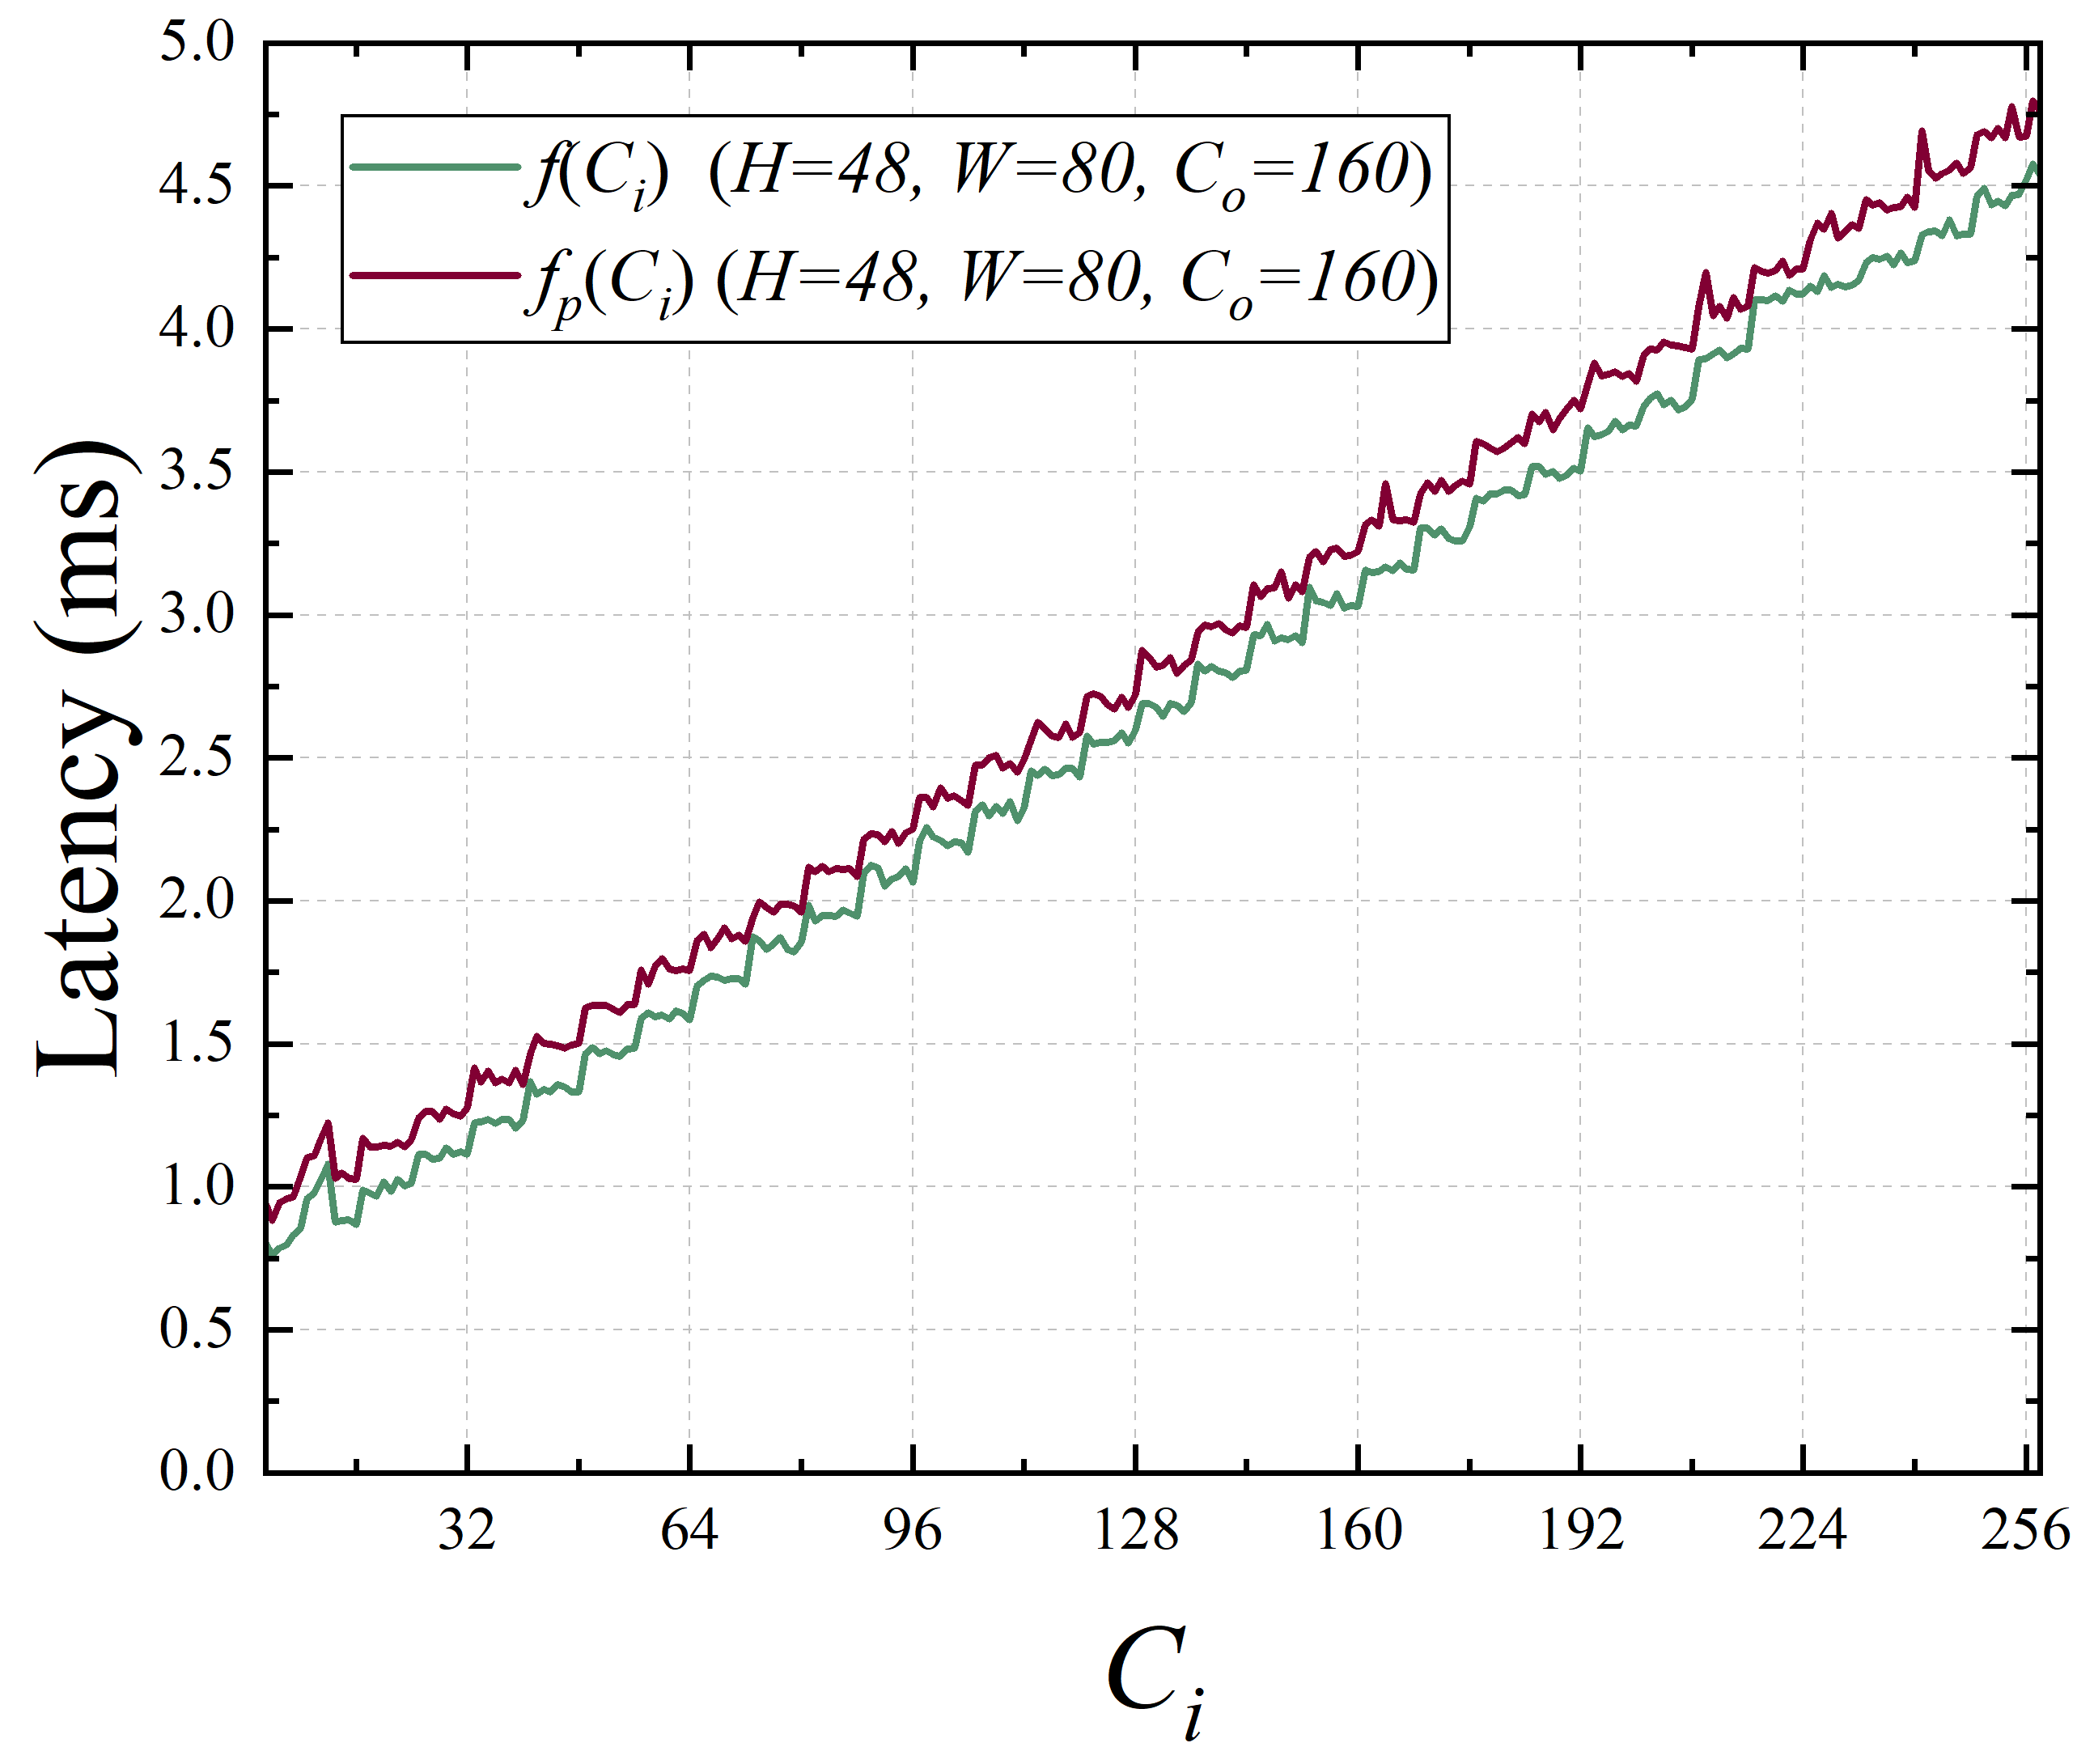 5.0
4.5
4.0
3.5
3.0
2.5
2.0
1.5
1.0
0.5
0.0
Latency (ms)
f(Cᵢ) (H=48, W=80, Cₒ=160)
fₚ(Cᵢ) (H=48, W=80, Cₒ=160)
32 64 96 128 160 192 224 256
Cᵢ